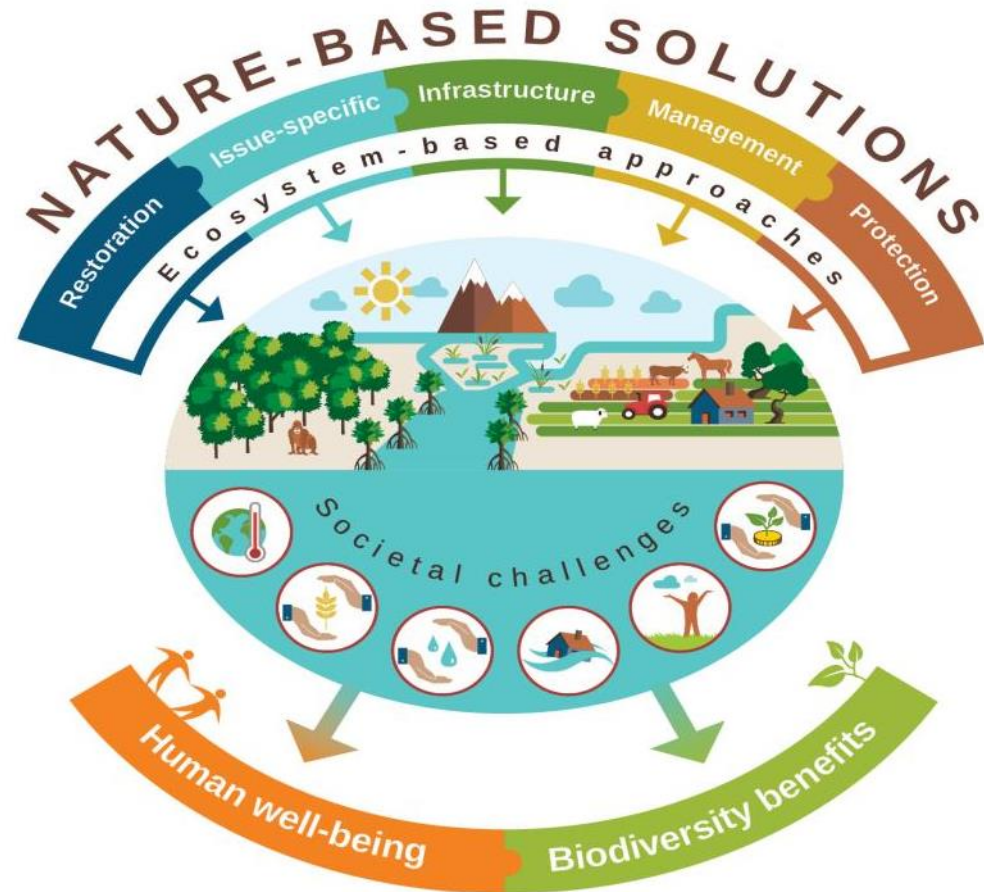 NATURE-BASED SOLUTIONS
Restoration
Issue-specific
Infrastructure
Management
Protection
Ecosystem-based approaches
Societal challenges
Human well-being
Biodiversity benefits